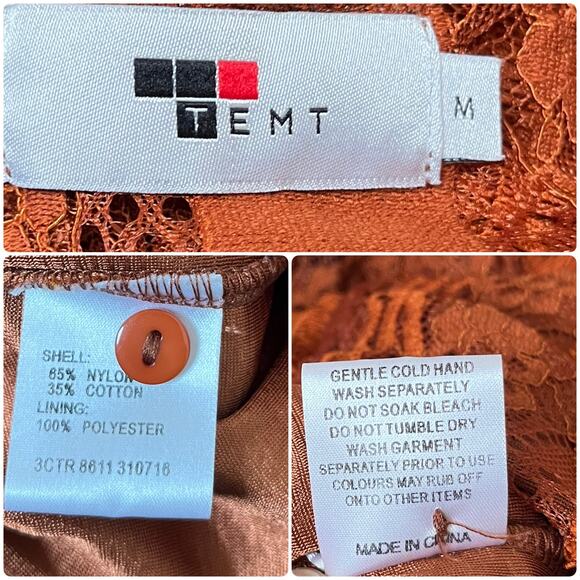 TEMT
M
SHELL:
65% NYLON
35% COTTON
LINING:
100% POLYESTER
3CTR 8611 310716
GENTLE COLD HAND
WASH SEPARATELY
DO NOT SOAK BLEACH
DO NOT TUMBLE DRY
WASH GARMENT
SEPARATELY PRIOR TO USE
COLOURS MAY RUB OFF
ONTO OTHER ITEMS
MADE IN CHINA